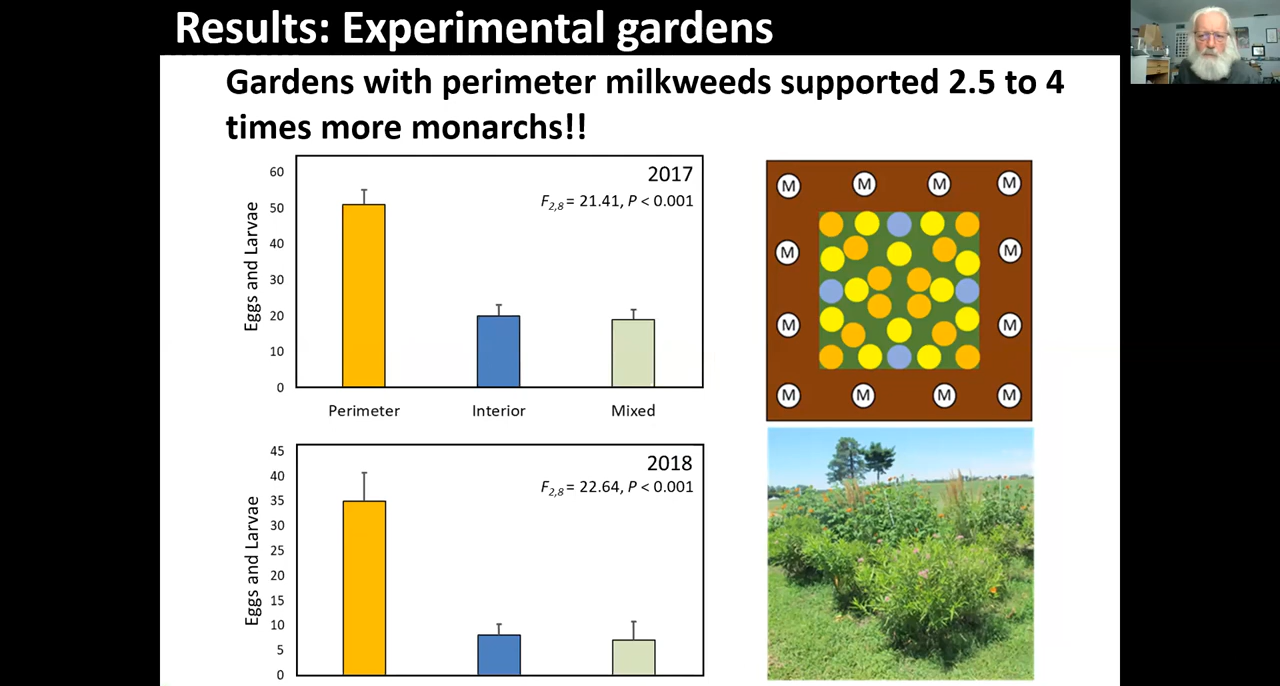 Results: Experimental gardens
Gardens with perimeter milkweeds supported 2.5 to 4
times more monarchs!!
2017
F2,8 = 21.41, P < 0.001
Eggs and Larvae
60
50
40
30
20
10
0
Perimeter
Interior
Mixed
2018
F2,8 = 22.64, P < 0.001
Eggs and Larvae
45
40
35
30
25
20
15
10
5
0
M M M M
M M
M M
M M M M